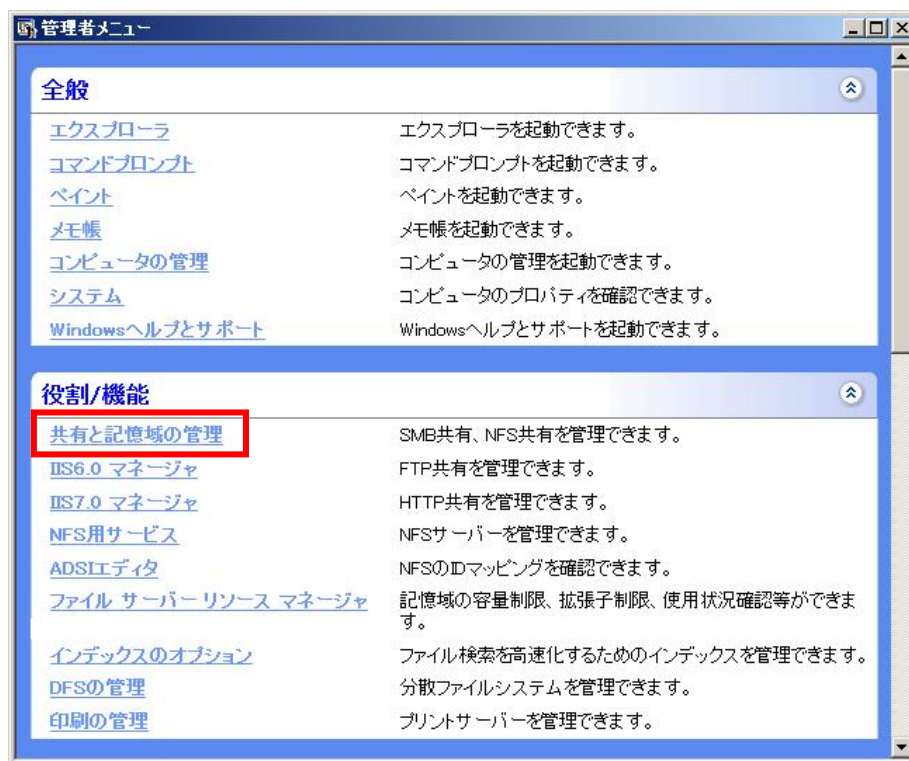 管理者メニュー
全般
エクスプローラ エクスプローラを起動できます。
コマンドプロンプト コマンドプロンプトを起動できます。
ペイント ペイントを起動できます。
メモ帳 メモ帳を起動できます。
コンピュータの管理 コンピュータの管理を起動できます。
システム コンピュータのプロパティを確認できます。
Windowsヘルプとサポート Windowsヘルプとサポートを起動できます。
役割/機能
共有と記憶域の管理 SMB共有、NFS共有を管理できます。
IIS6.0 マネージャ FTP共有を管理できます。
IIS7.0 マネージャ HTTP共有を管理できます。
NFS用サービス NFSサーバーを管理できます。
ADSIエディタ NFSのIDマッピングを確認できます。
ファイル サーバー リソース マネージャ 記憶域の容量制限、拡張子制限、使用状況確認等ができま
す。
インデックスのオプション ファイル検索を高速化するためのインデックスを管理できます。
DFSの管理 分散ファイルシステムを管理できます。
印刷の管理 プリントサーバーを管理できます。